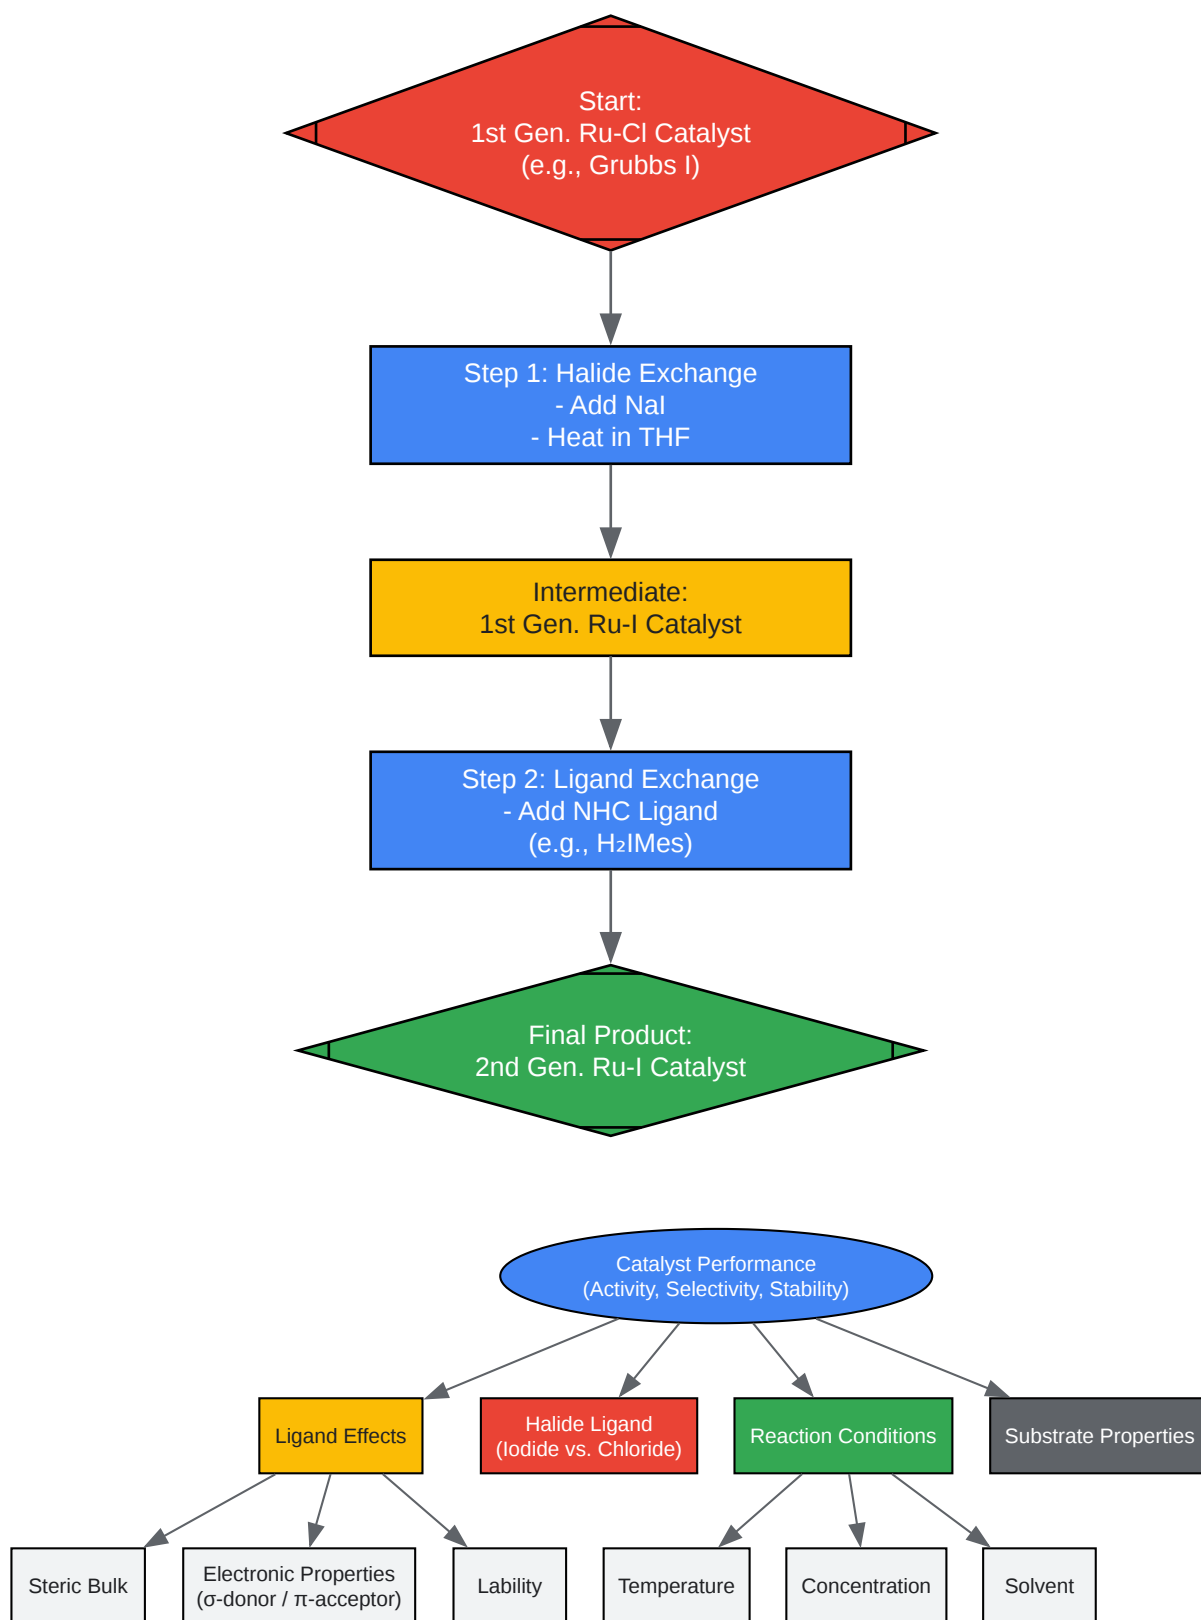 Start:
1st Gen. Ru-Cl Catalyst
(e.g., Grubbs I)
Step 1: Halide Exchange
- Add NaI
- Heat in THF
Intermediate:
1st Gen. Ru-I Catalyst
Step 2: Ligand Exchange
- Add NHC Ligand
(e.g., H₂IMes)
Final Product:
2nd Gen. Ru-I Catalyst
Catalyst Performance
(Activity, Selectivity, Stability)
Ligand Effects
Halide Ligand
(Iodide vs. Chloride)
Reaction Conditions
Substrate Properties
Steric Bulk
Electronic Properties
(σ-donor / π-acceptor)
Lability
Temperature
Concentration
Solvent